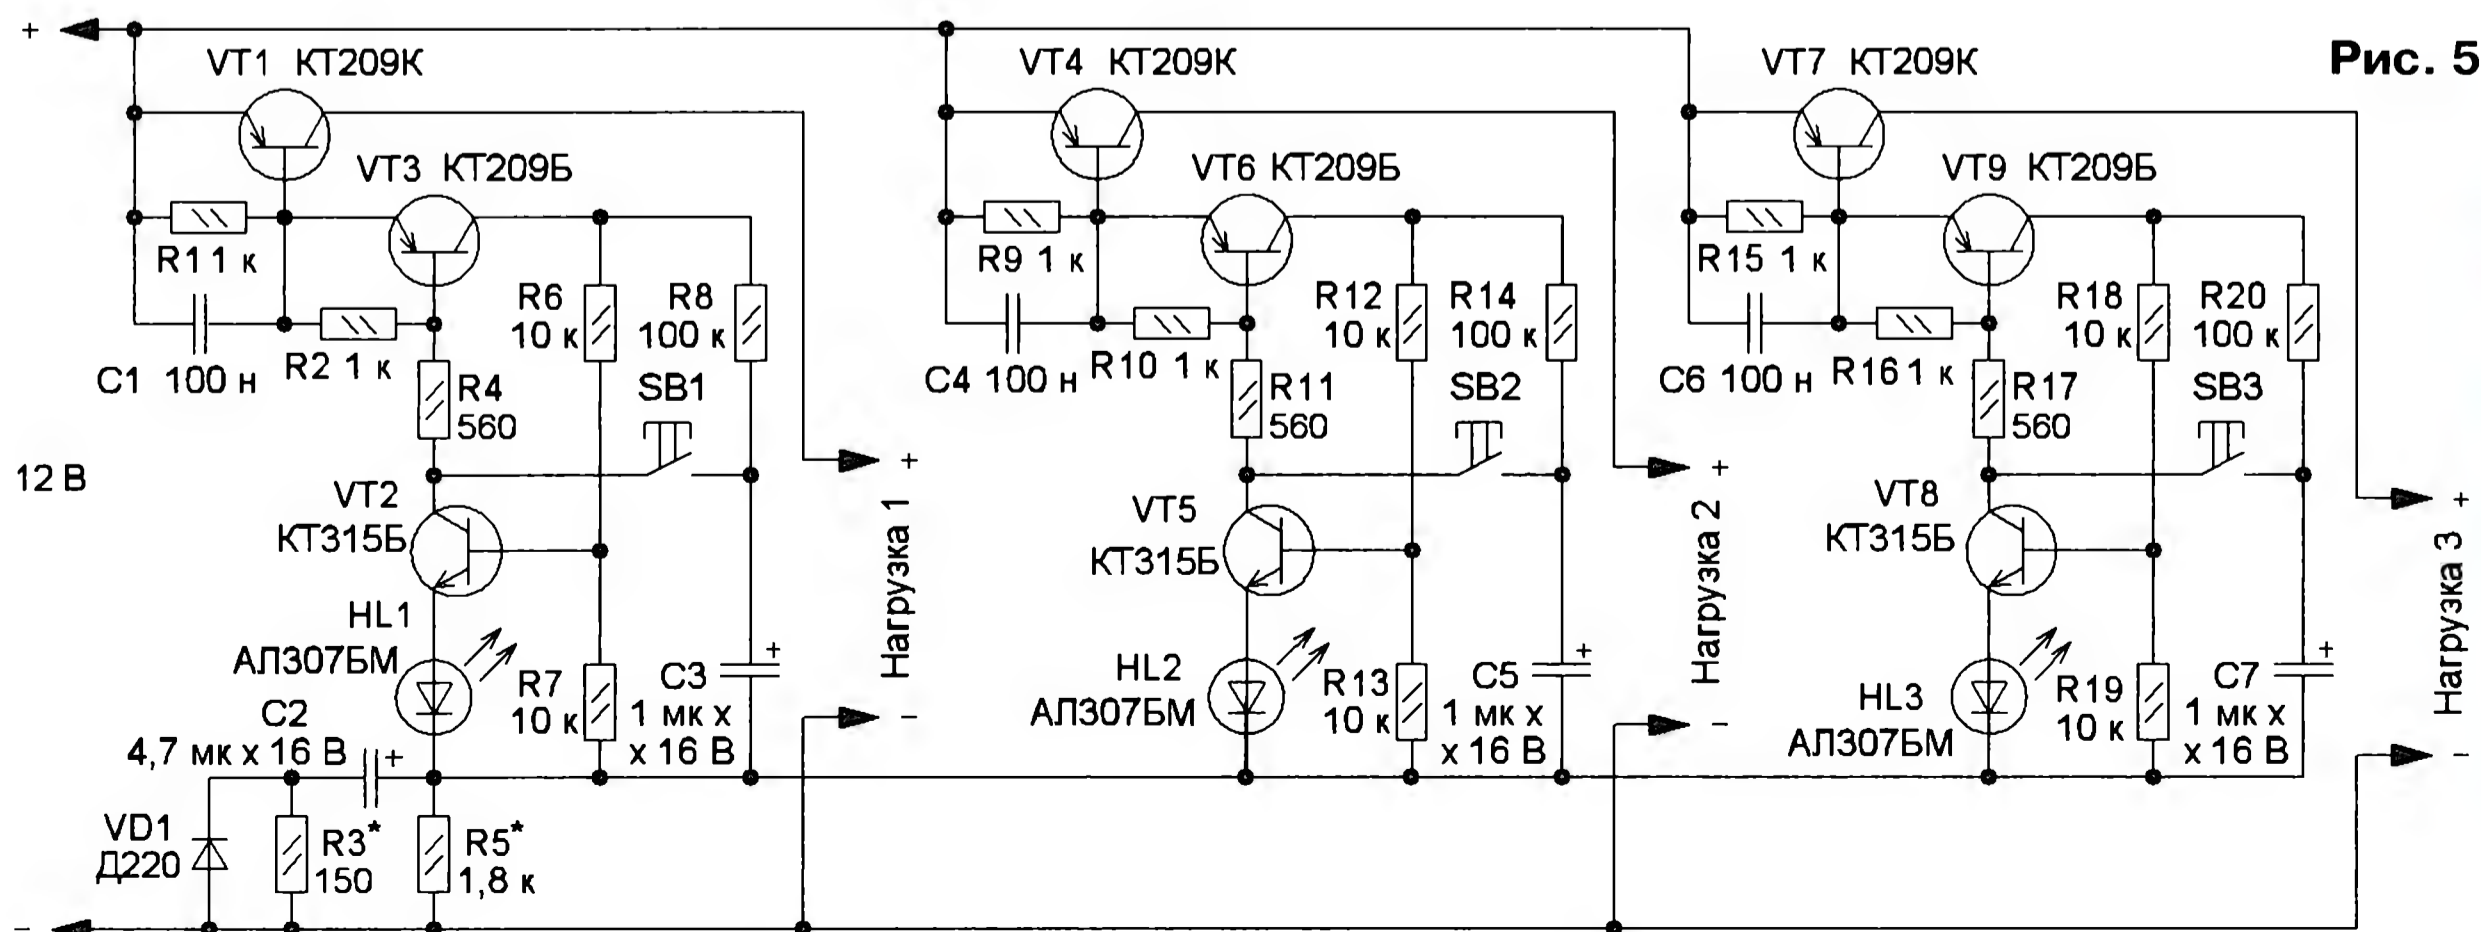 +
VT1 КТ209К
VT4 КТ209К
VT7 КТ209К
Рис. 5
VT3 КТ209Б
VT6 КТ209Б
VT9 КТ209Б
R1 1 к
R6
10 к
R8
100 к
C1 100 н
R2 1 к
R4
560
SB1
R9 1 к
R12
10 к
R14
100 к
C4 100 н
R10 1 к
R11
560
SB2
R15 1 к
R18
10 к
R20
100 к
C6 100 н
R16 1 к
R17
560
SB3
12 В
VT2
КТ315Б
+
Нагрузка 1
–
VT5
КТ315Б
+
Нагрузка 2
–
VT8
КТ315Б
+
Нагрузка 3
–
HL1
АЛ307БМ
R7
10 к
C3
+
1 мк х
х 16 В
HL2
АЛ307БМ
R13
10 к
C5
+
1 мк х
х 16 В
HL3
АЛ307БМ
R19
10 к
C7
+
1 мк х
х 16 В
C2
4,7 мк х 16 В
+
VD1
Д220
R3*
150
R5*
1,8 к
–